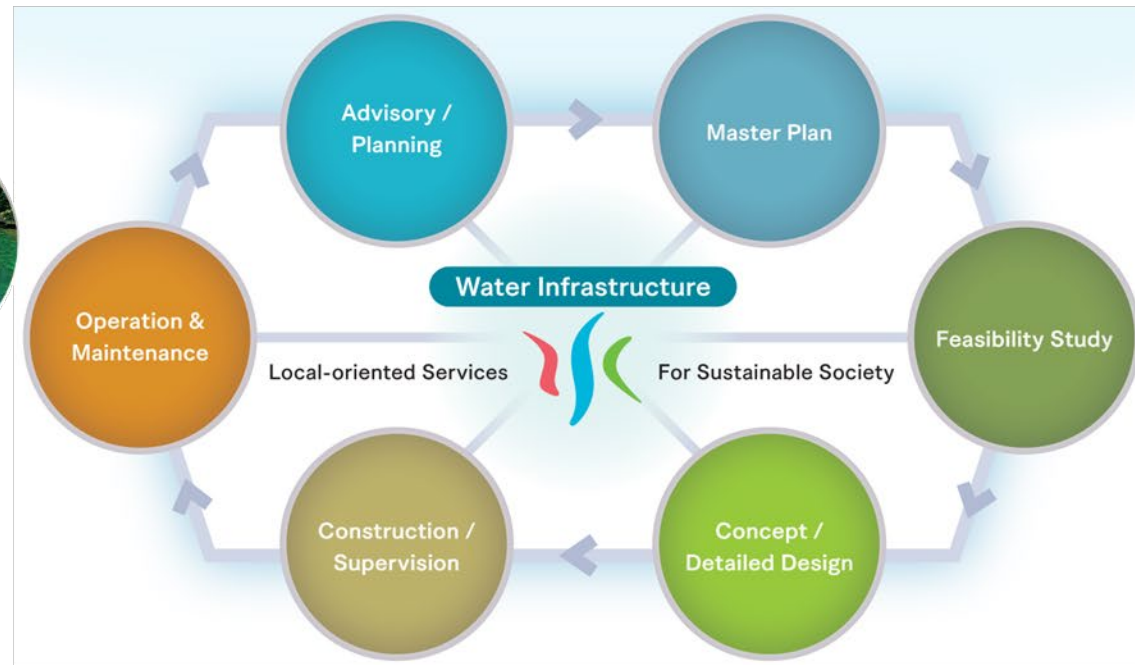 Advisory /
Planning
Master Plan
Water Infrastructure
Operation &
Maintenance
Feasibility Study
Local-oriented Services
For Sustainable Society
Construction /
Supervision
Concept /
Detailed Design